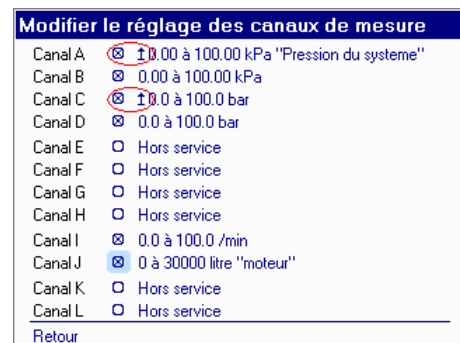 Modifier le réglage des canaux de mesure
Canal A ⊗ ↥ 0.00 à 100.00 kPa "Pression du systeme"
Canal B ⊗ 0.00 à 100.00 kPa
Canal C ⊗ ↥ 0.0 à 100.0 bar
Canal D ⊗ 0.0 à 100.0 bar
Canal E O Hors service
Canal F O Hors service
Canal G O Hors service
Canal H O Hors service
Canal I ⊗ 0.0 à 100.0 /min
Canal J ⊗ 0 à 30000 litre "moteur"
Canal K O Hors service
Canal L O Hors service
Retour